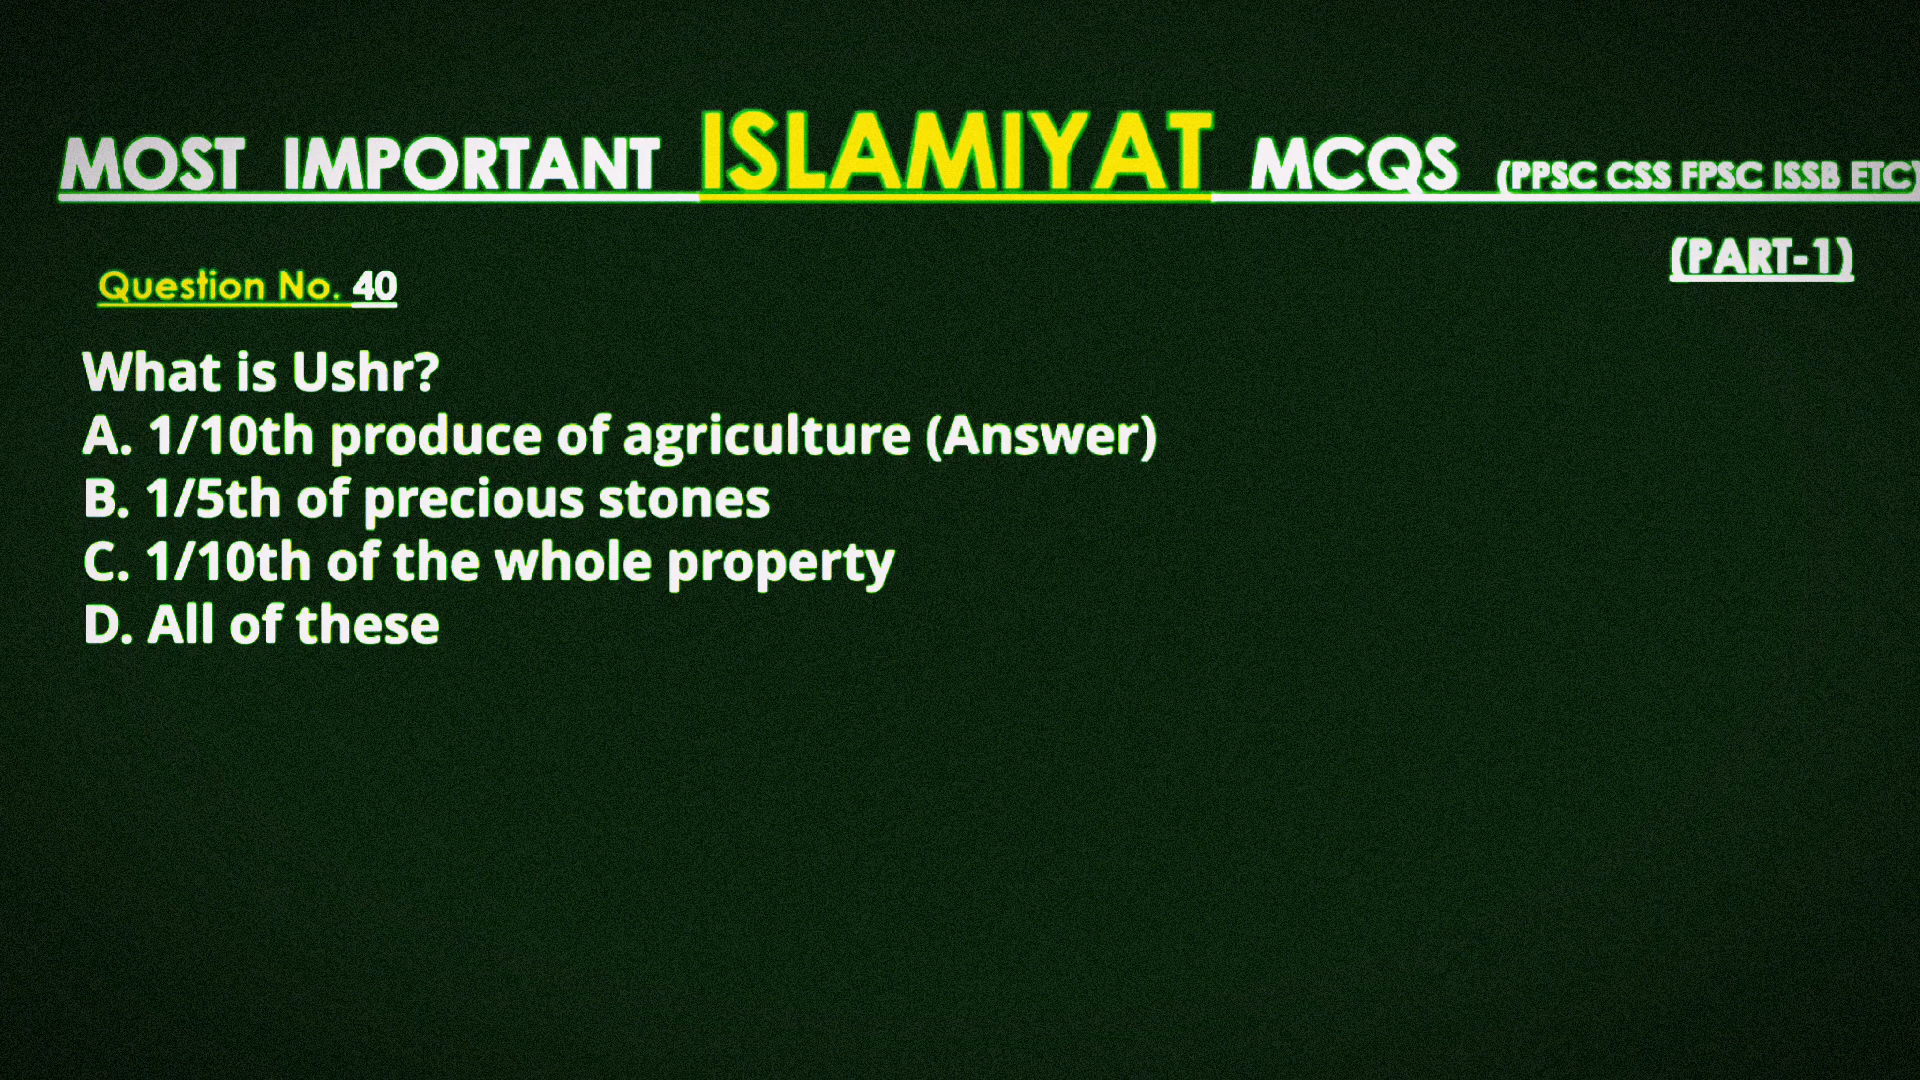 MOST IMPORTANT ISLAMIYAT MCQS (PPSC CSS FPSC ISSB ETC)
(PART-1)
Question No. 40
What is Ushr?
A. 1/10th produce of agriculture (Answer)
B. 1/5th of precious stones
C. 1/10th of the whole property
D. All of these